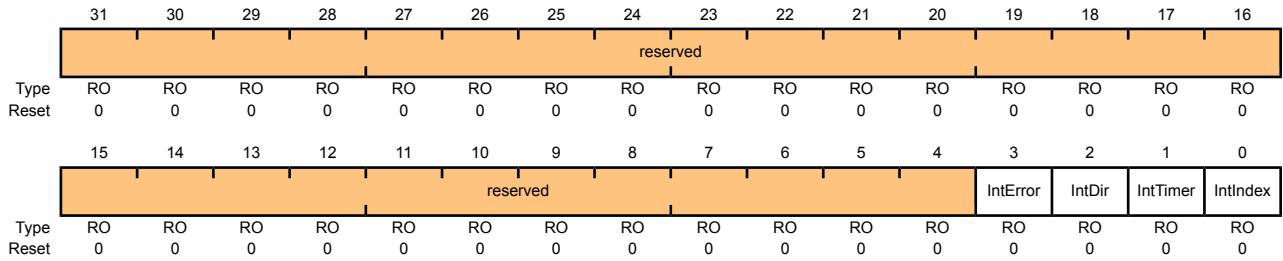 31 30 29 28 27 26 25 24 23 22 21 20 19 18 17 16
reserved
Type RO RO RO RO RO RO RO RO RO RO RO RO RO RO RO RO
Reset 0 0 0 0 0 0 0 0 0 0 0 0 0 0 0 0
15 14 13 12 11 10 9 8 7 6 5 4 3 2 1 0
reserved IntError IntDir IntTimer IntIndex
Type RO RO RO RO RO RO RO RO RO RO RO RO RO RO RO RO
Reset 0 0 0 0 0 0 0 0 0 0 0 0 0 0 0 0